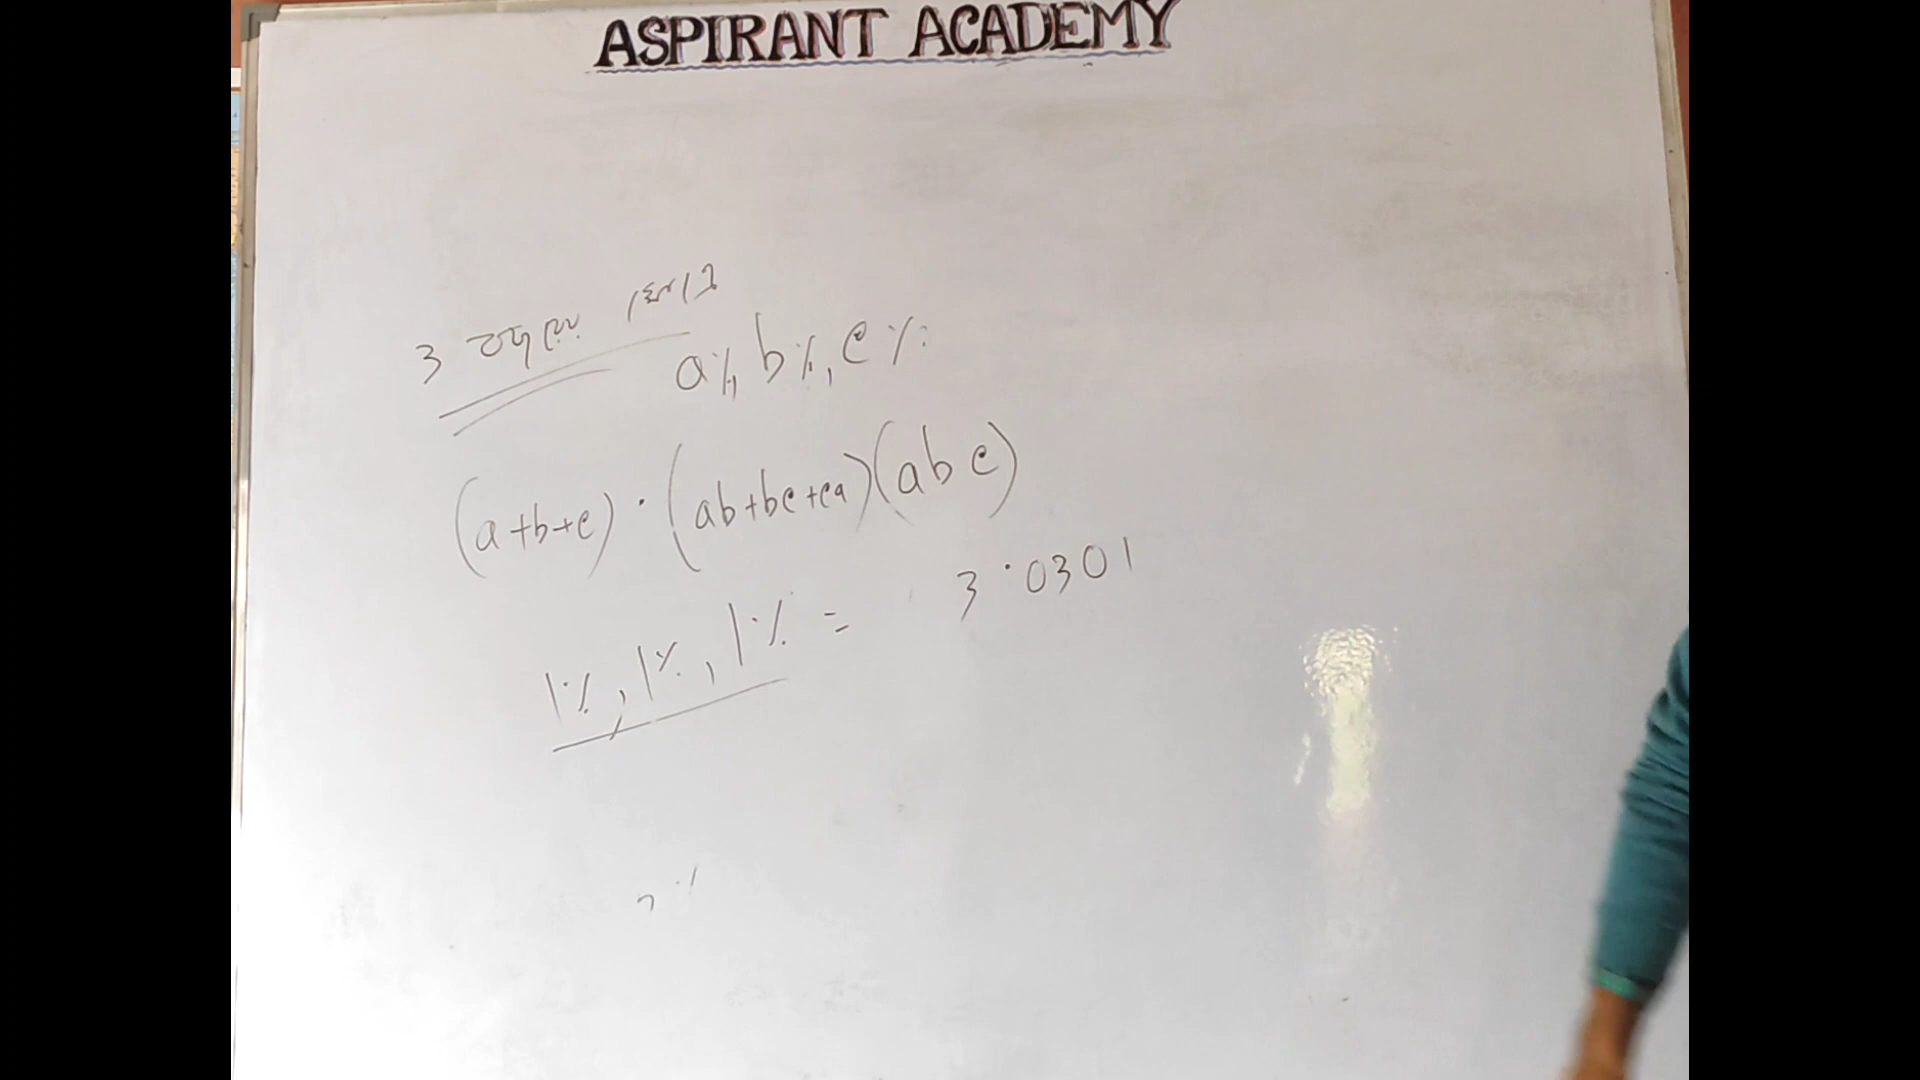 ASPIRANT ACADEMY
3 বছরের
a%, b%, c%
(a+b+c) · (ab+bc+ca)(abc)
1%, 1%, 1% = 3·0301